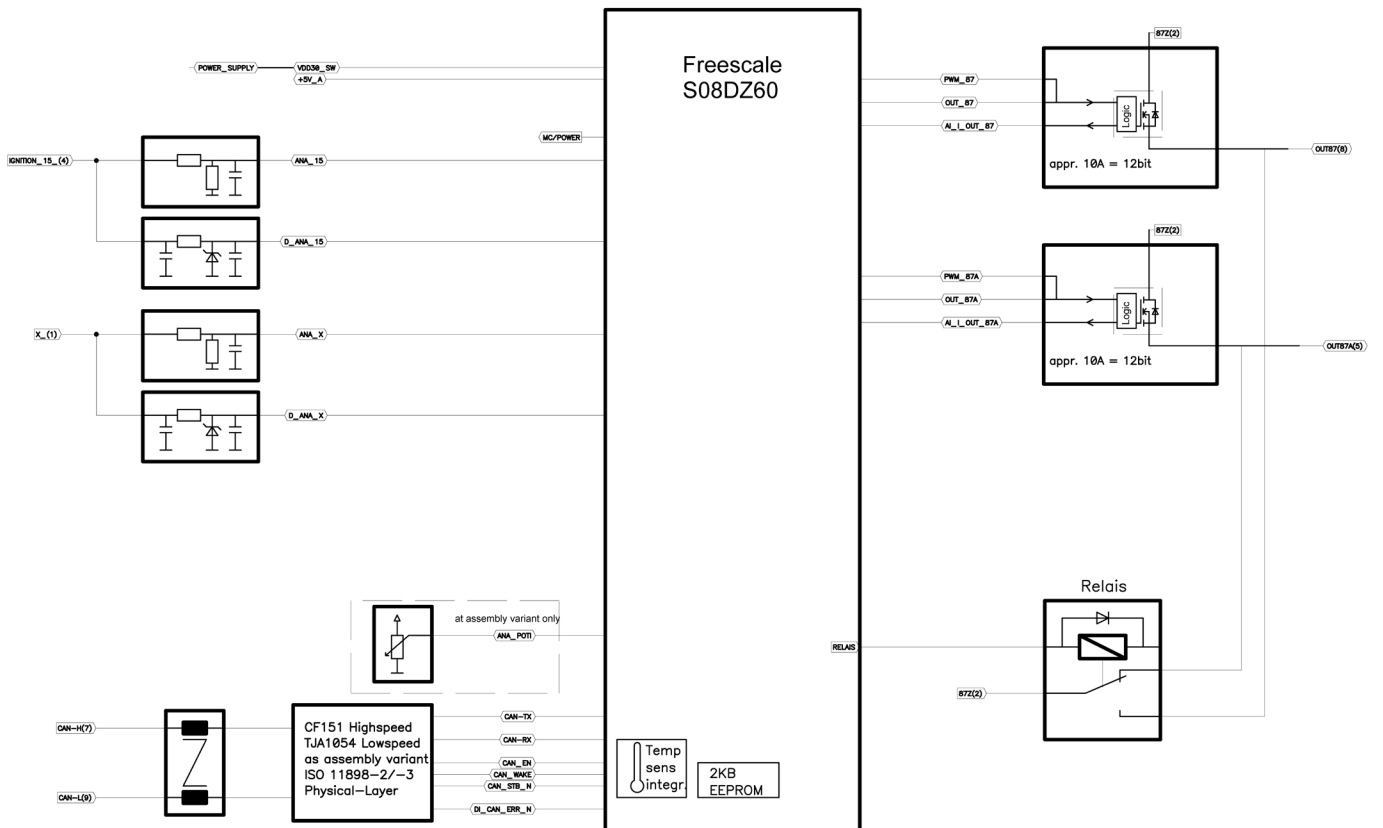 Freescale
S08DZ60
POWER_SUPPLY
VDD30_SW
+5V_A
MC/POWER
IGNITION_15_(4)
ANA_15
D_ANA_15
X_(1)
ANA_X
D_ANA_X
at assembly variant only
ANA_POTI
CAN-H(7)
CAN-L(9)
CF151 Highspeed
TJA1054 Lowspeed
as assembly variant
ISO 11898-2/-3
Physical-Layer
CAN-TX
CAN-RX
CAN_EN
CAN_WAKE
CAN_STB_N
DI_CAN_ERR_N
Temp
sens
integr.
2KB
EEPROM
87Z(2)
PWM_87
OUT_87
AI_I_OUT_87
Logic
appr. 10A = 12bit
OUT87(8)
87Z(2)
PWM_87A
OUT_87A
AI_I_OUT_87A
Logic
appr. 10A = 12bit
OUT87A(5)
Relais
RELAIS
87Z(2)